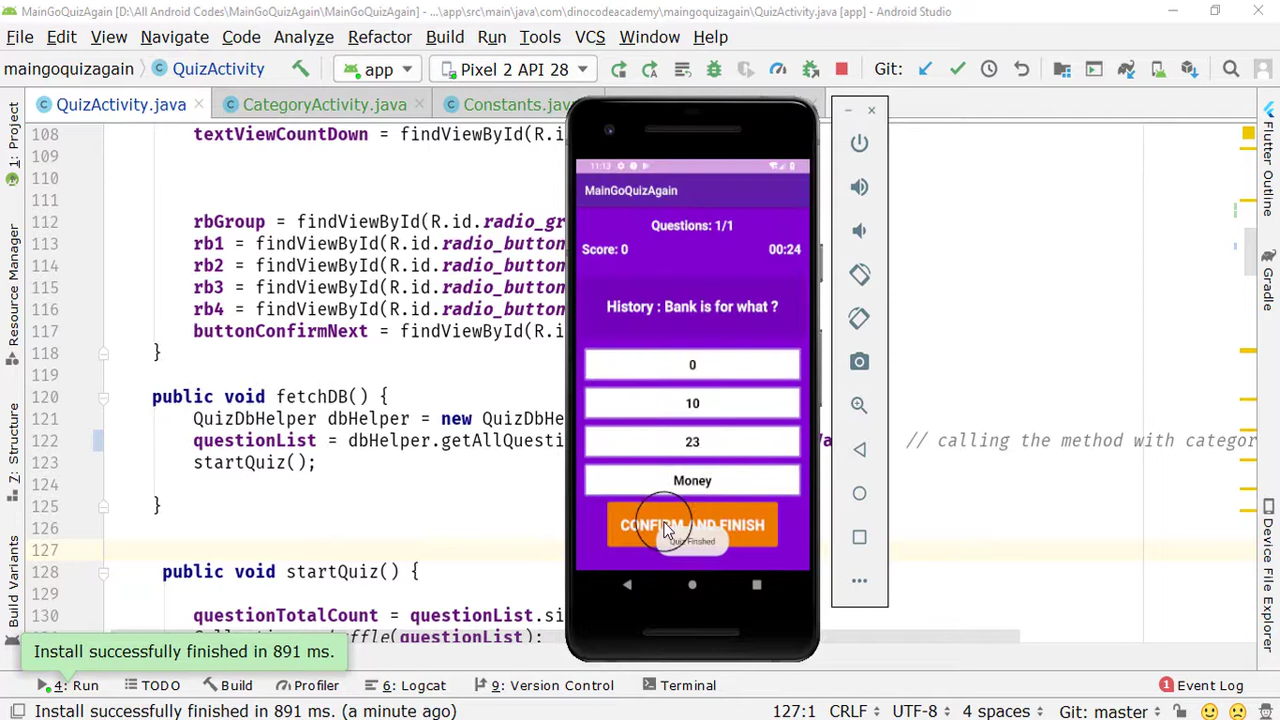 MainGoQuizAgain [D:\All Android Codes\MainGoQuizAgain\MainGoQuizAgain] - ...\app\src\main\java\com\dinocodeacademy\maingoquizagain\QuizActivity.java [app] - Android Studio
File Edit View Navigate Code Analyze Refactor Build Run Tools VCS Window Help
maingoquizagain QuizActivity app Pixel 2 API 28 Git:
QuizActivity.java CategoryActivity.java Constants.java
1: Project
Resource Manager
7: Structure
Build Variants
Flutter Outline
Gradle
Device File Explorer
108 textViewCountDown = findViewById(R.i
109
110
111
112 rbGroup = findViewById(R.id.radio_gr
113 rb1 = findViewById(R.id.radio_button
114 rb2 = findViewById(R.id.radio_button
115 rb3 = findViewById(R.id.radio_button
116 rb4 = findViewById(R.id.radio_button
117 buttonConfirmNext = findViewById(R.i
118 }
119
120 public void fetchDB() {
121 QuizDbHelper dbHelper = new QuizDbHe
122 questionList = dbHelper.getAllQuesti // calling the method with categor
123 startQuiz();
124
125 }
126
127
128 public void startQuiz() {
129
130 questionTotalCount = questionList.si
(questionList);
11:13
MainGoQuizAgain
Questions: 1/1
Score: 0 00:24
History : Bank is for what ?
0
10
23
Money
CONFIRM AND FINISH
Quiz Finshed
Install successfully finished in 891 ms.
4: Run TODO Build Profiler 6: Logcat 9: Version Control Terminal 1 Event Log
Install successfully finished in 891 ms. (a minute ago) 127:1 CRLF UTF-8 4 spaces Git: master